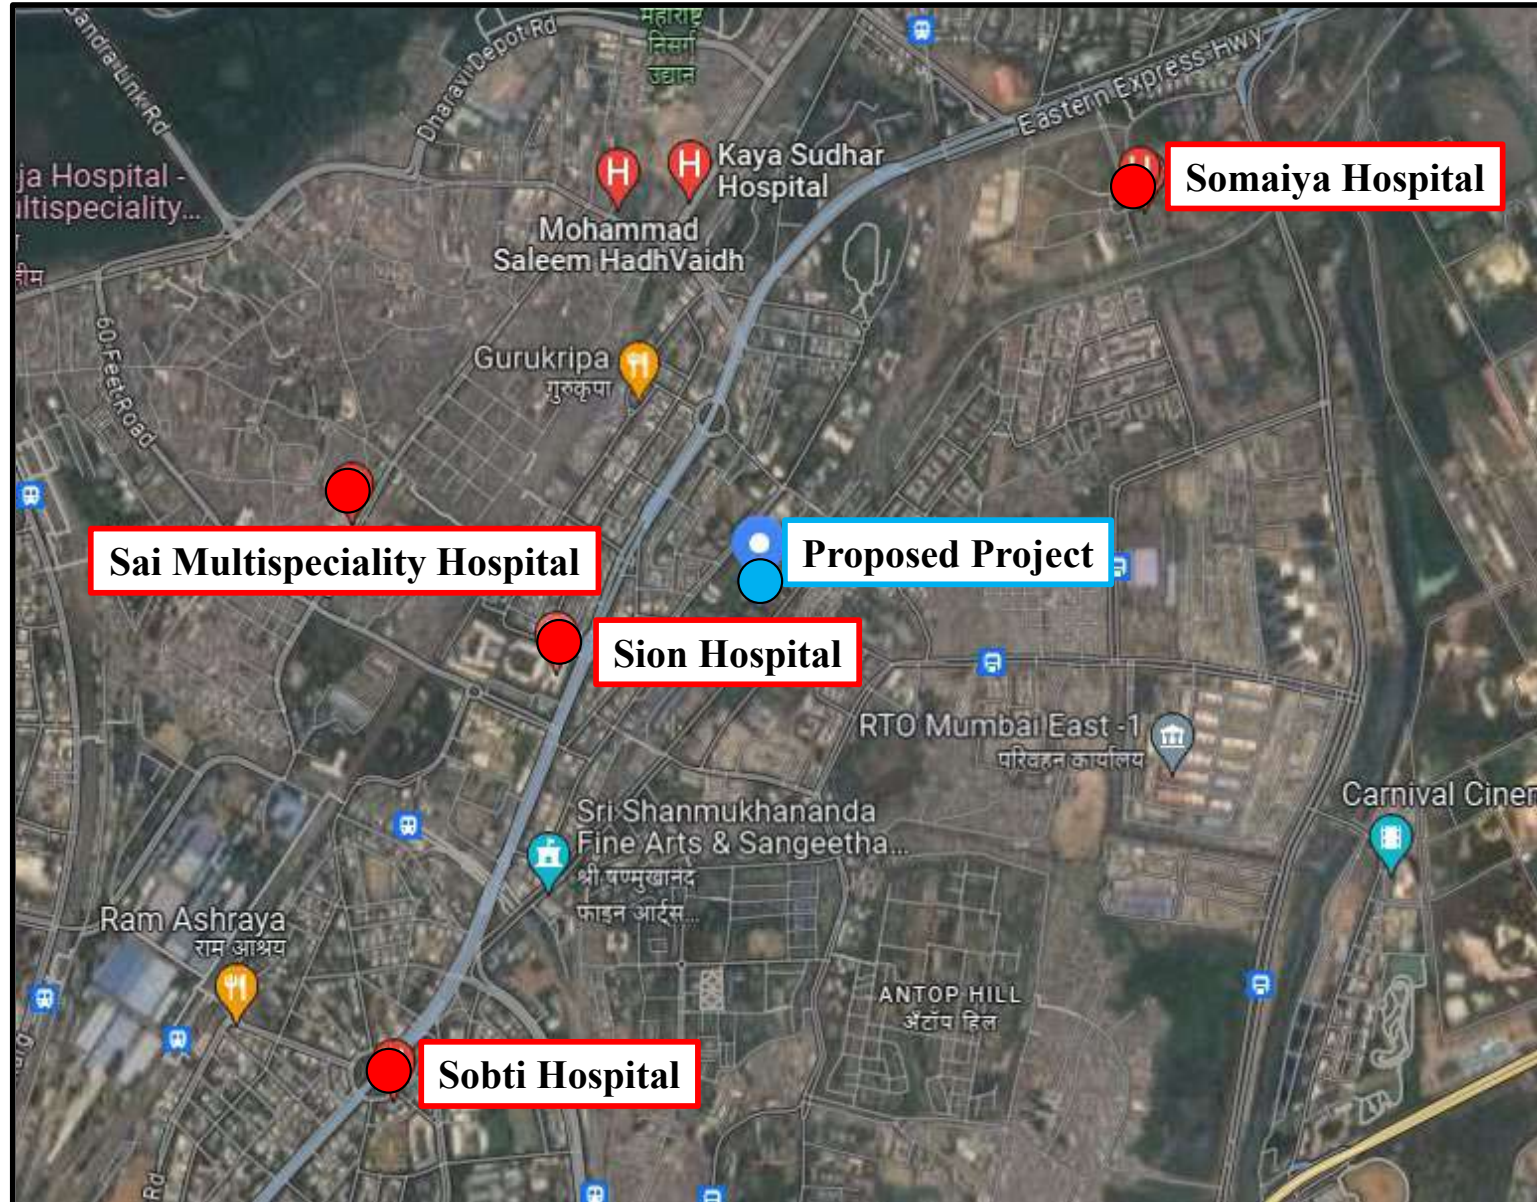 महाराष्ट्र
निसर्ग
उद्यान
Bandra Link Rd
Dharavi Depot Rd
Eastern Express Hwy
Kaya Sudhar
Hospital
Somaiya Hospital
ja Hospital -
ltispeciality...
Mohammad
Saleem HadhVaidh
60 Feet Road
Gurukripa
गुरुकृपा
Sai Multispeciality Hospital
Proposed Project
Sion Hospital
RTO Mumbai East -1
परिवहन कार्यालय
Carnival Cinem
Sri Shanmukhananda
Fine Arts & Sangeetha...
श्री षण्मुखानंद
फाइन आर्ट्स...
Ram Ashraya
राम आश्रय
ANTOP HILL
अँटॉप हिल
Sobti Hospital
Rd